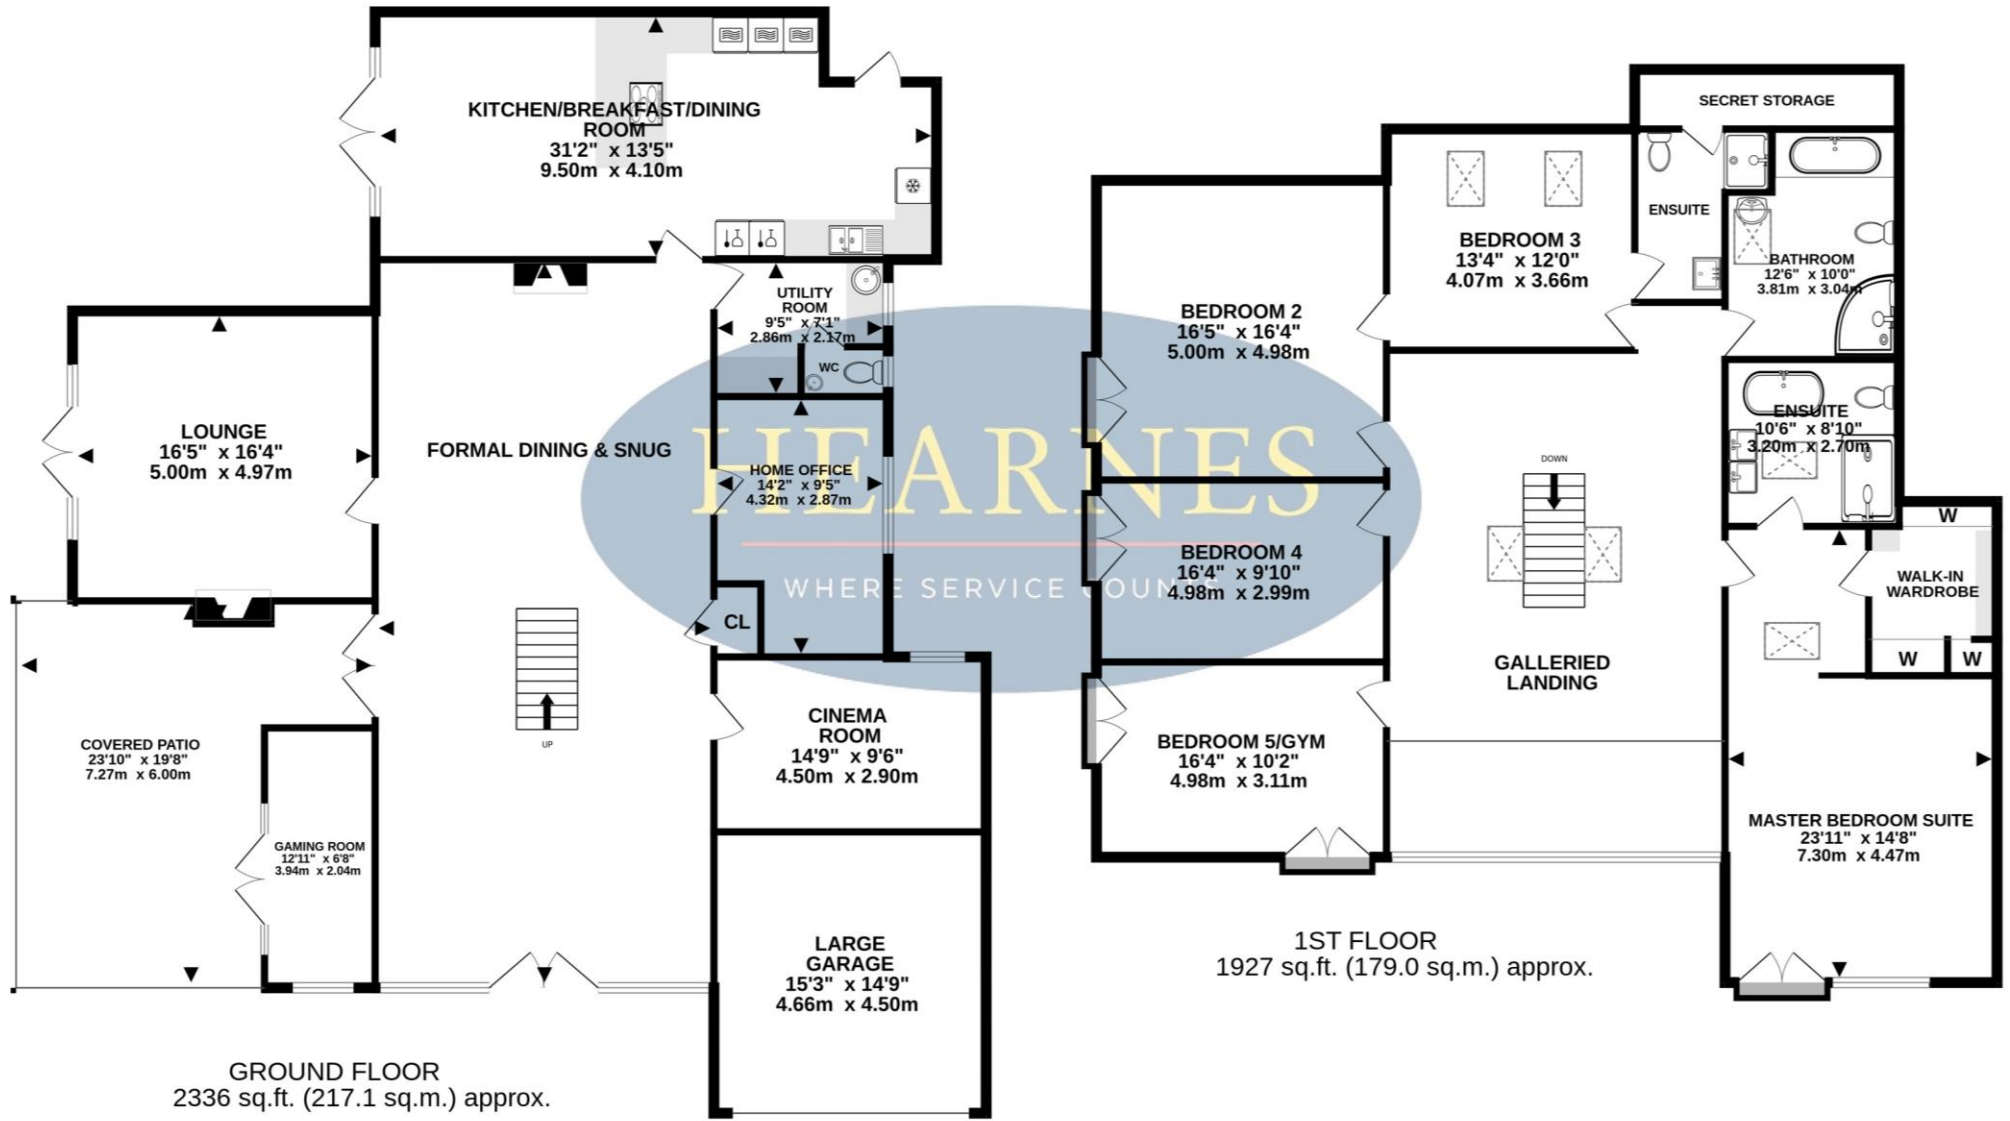 KITCHEN/BREAKFAST/DINING
ROOM
31'2" x 13'5"
9.50m x 4.10m
UTILITY
ROOM
9'5" x 7'1"
2.86m x 2.17m
WC
LOUNGE
16'5" x 16'4"
5.00m x 4.97m
FORMAL DINING & SNUG
HOME OFFICE
14'2" x 9'5"
4.32m x 2.87m
CL
UP
CINEMA
ROOM
14'9" x 9'6"
4.50m x 2.90m
COVERED PATIO
23'10" x 19'8"
7.27m x 6.00m
GAMING ROOM
12'11" x 6'8"
3.94m x 2.04m
LARGE
GARAGE
15'3" x 14'9"
4.66m x 4.50m
GROUND FLOOR
2336 sq.ft. (217.1 sq.m.) approx.
HEARNES
WHERE SERVICE COUNTS
SECRET STORAGE
ENSUITE
BEDROOM 3
13'4" x 12'0"
4.07m x 3.66m
BATHROOM
12'6" x 10'0"
3.81m x 3.04m
BEDROOM 2
16'5" x 16'4"
5.00m x 4.98m
ENSUITE
10'6" x 8'10"
3.20m x 2.70m
DOWN
W
WALK-IN
WARDROBE
W
W
BEDROOM 4
16'4" x 9'10"
4.98m x 2.99m
GALLERIED
LANDING
BEDROOM 5/GYM
16'4" x 10'2"
4.98m x 3.11m
MASTER BEDROOM SUITE
23'11" x 14'8"
7.30m x 4.47m
1ST FLOOR
1927 sq.ft. (179.0 sq.m.) approx.